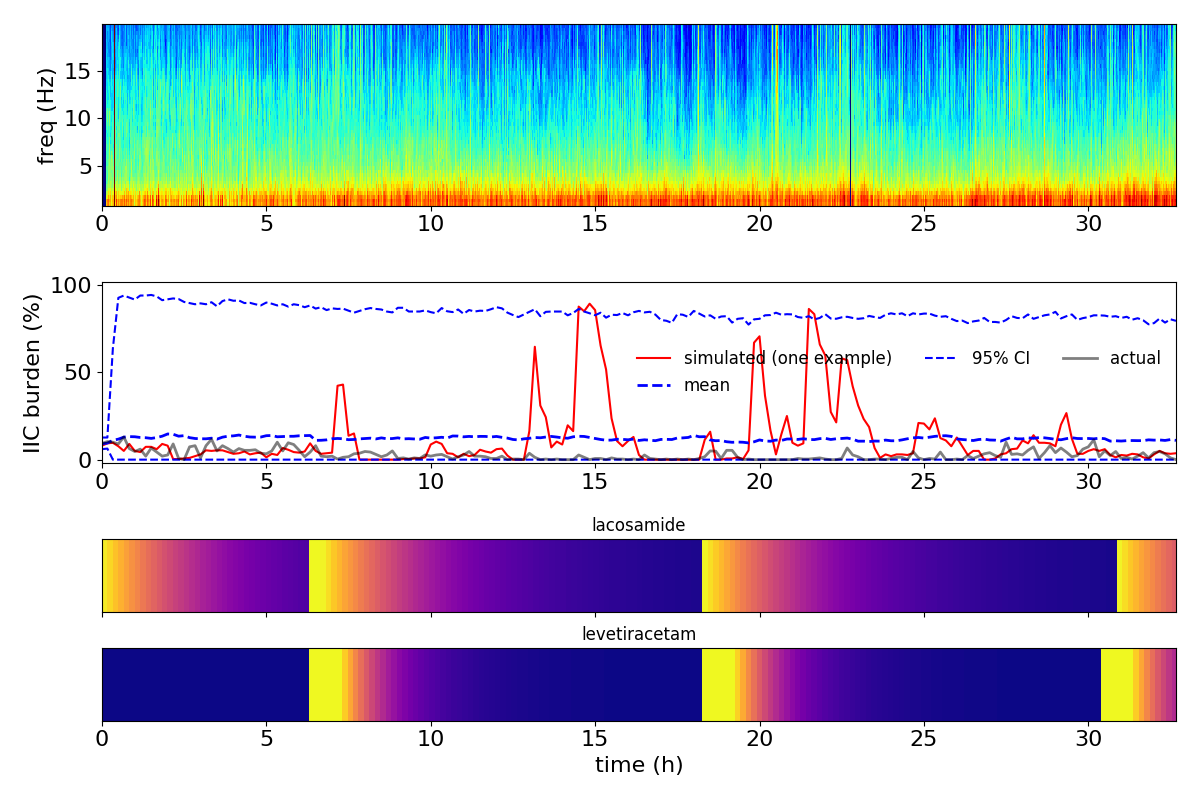 freq (Hz)
15
10
5
0 5 10 15 20 25 30
IIC burden (%)
100
50
0
simulated (one example) 95% CI actual
mean
0 5 10 15 20 25 30
lacosamide
levetiracetam
0 5 10 15 20 25 30
time (h)